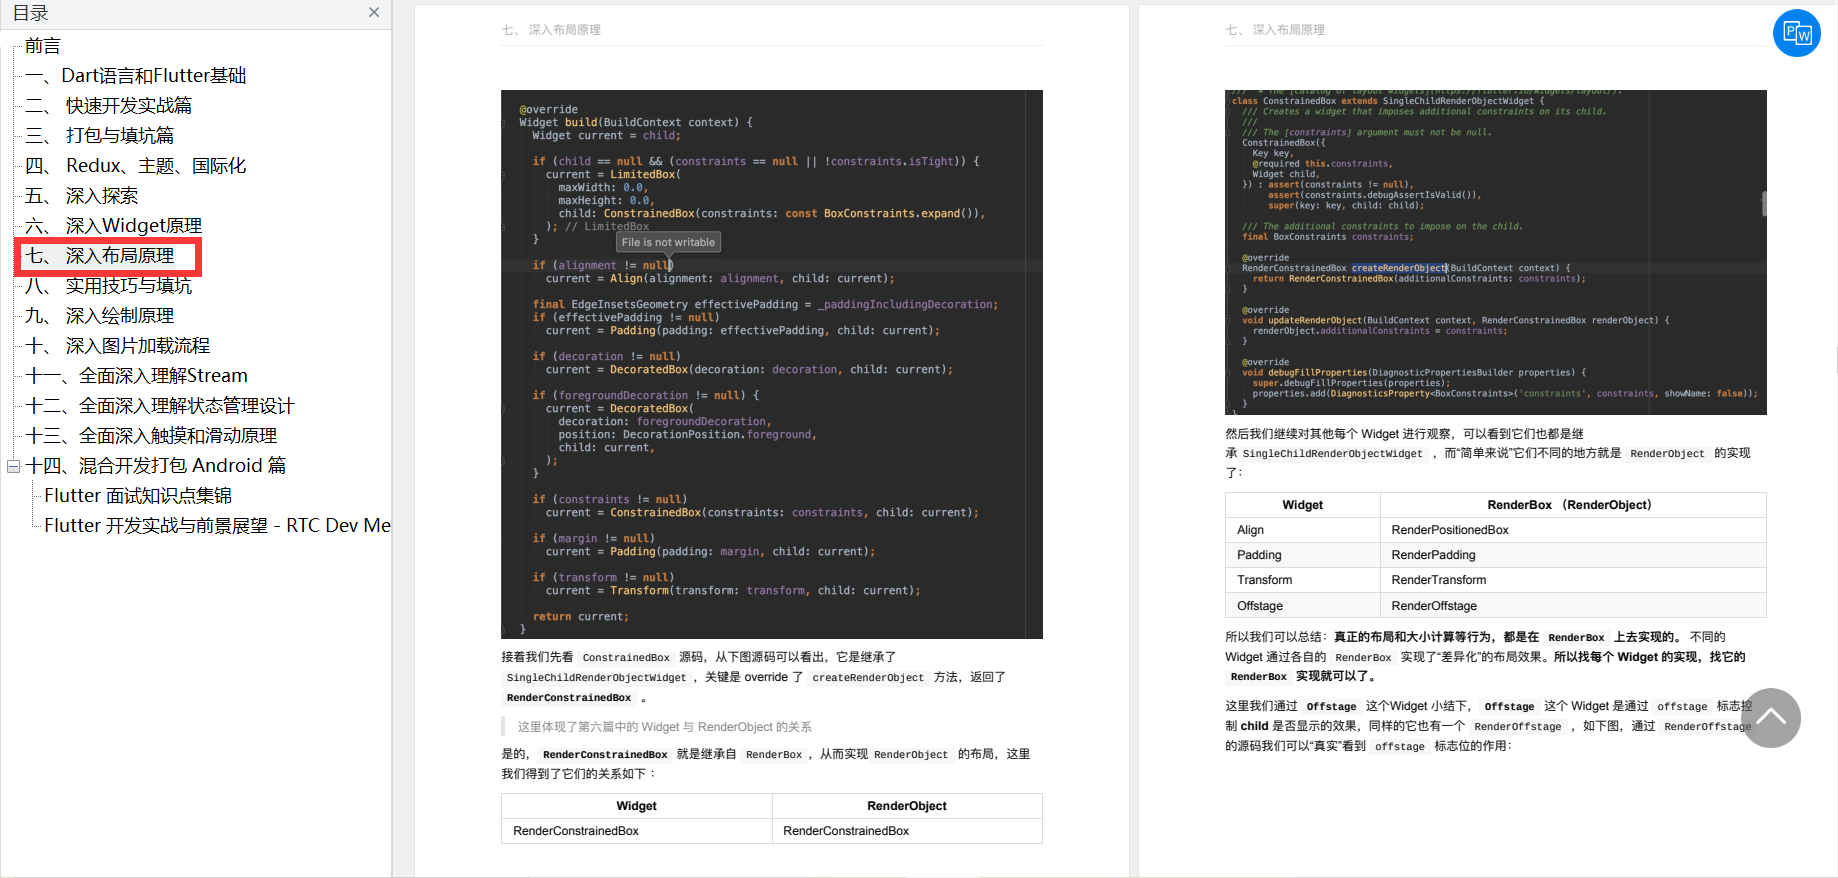 目录
前言
一、Dart语言和Flutter基础
二、 快速开发实战篇
三、 打包与填坑篇
四、 Redux、主题、国际化
五、 深入探索
六、 深入Widget原理
七、 深入布局原理
八、 实用技巧与填坑
九、 深入绘制原理
十、 深入图片加载流程
十一、全面深入理解Stream
十二、全面深入理解状态管理设计
十三、全面深入触摸和滑动原理
十四、混合开发打包 Android 篇
Flutter 面试知识点集锦
Flutter 开发实战与前景展望 - RTC Dev Me
七、 深入布局原理
@override
Widget build(BuildContext context) {
Widget current = child;
if (child == null && (constraints == null || !constraints.isTight)) {
current = LimitedBox(
maxWidth: 0.0,
maxHeight: 0.0,
child: ConstrainedBox(constraints: const BoxConstraints.expand()),
); // LimitedBox
}
File is not writable
if (alignment != null)
current = Align(alignment: alignment, child: current);
final EdgeInsetsGeometry effectivePadding = _paddingIncludingDecoration;
if (effectivePadding != null)
current = Padding(padding: effectivePadding, child: current);
if (decoration != null)
current = DecoratedBox(decoration: decoration, child: current);
if (foregroundDecoration != null) {
current = DecoratedBox(
decoration: foregroundDecoration,
position: DecorationPosition.foreground,
child: current,
);
}
if (constraints != null)
current = ConstrainedBox(constraints: constraints, child: current);
if (margin != null)
current = Padding(padding: margin, child: current);
if (transform != null)
current = Transform(transform: transform, child: current);
return current;
}
接着我们先看 ConstrainedBox 源码，从下图源码可以看出，它是继承了
SingleChildRenderObjectWidget ，关键是 override 了 createRenderObject 方法，返回了
RenderConstrainedBox 。
这里体现了第六篇中的 Widget 与 RenderObject 的关系
是的， RenderConstrainedBox 就是继承自 RenderBox ，从而实现 RenderObject 的布局，这里
我们得到了它们的关系如下 ：
Widget RenderObject
RenderConstrainedBox RenderConstrainedBox
七、 深入布局原理
/// * The [catalog of layout widgets](https://flutter.io/widgets/layout/).
class ConstrainedBox extends SingleChildRenderObjectWidget {
/// Creates a widget that imposes additional constraints on its child.
///
/// The [constraints] argument must not be null.
ConstrainedBox({
Key key,
@required this.constraints,
Widget child,
}) : assert(constraints != null),
assert(constraints.debugAssertIsValid()),
super(key: key, child: child);
/// The additional constraints to impose on the child.
final BoxConstraints constraints;
@override
RenderConstrainedBox createRenderObject(BuildContext context) {
return RenderConstrainedBox(additionalConstraints: constraints);
}
@override
void updateRenderObject(BuildContext context, RenderConstrainedBox renderObject) {
renderObject.additionalConstraints = constraints;
}
@override
void debugFillProperties(DiagnosticPropertiesBuilder properties) {
super.debugFillProperties(properties);
properties.add(DiagnosticsProperty<BoxConstraints>('constraints', constraints, showName: false));
}
}
然后我们继续对其他每个 Widget 进行观察，可以看到它们也都是继
承 SingleChildRenderObjectWidget ，而“简单来说”它们不同的地方就是 RenderObject 的实现
了：
Widget RenderBox （RenderObject）
Align RenderPositionedBox
Padding RenderPadding
Transform RenderTransform
Offstage RenderOffstage
所以我们可以总结：真正的布局和大小计算等行为，都是在 RenderBox 上去实现的。 不同的
Widget 通过各自的 RenderBox 实现了“差异化”的布局效果。所以找每个 Widget 的实现，找它的
RenderBox 实现就可以了。
这里我们通过 Offstage 这个Widget 小结下， Offstage 这个 Widget 是通过 offstage 标志控
制 child 是否显示的效果，同样的它也有一个 RenderOffstage ，如下图，通过 RenderOffstage
的源码我们可以“真实”看到 offstage 标志位的作用：